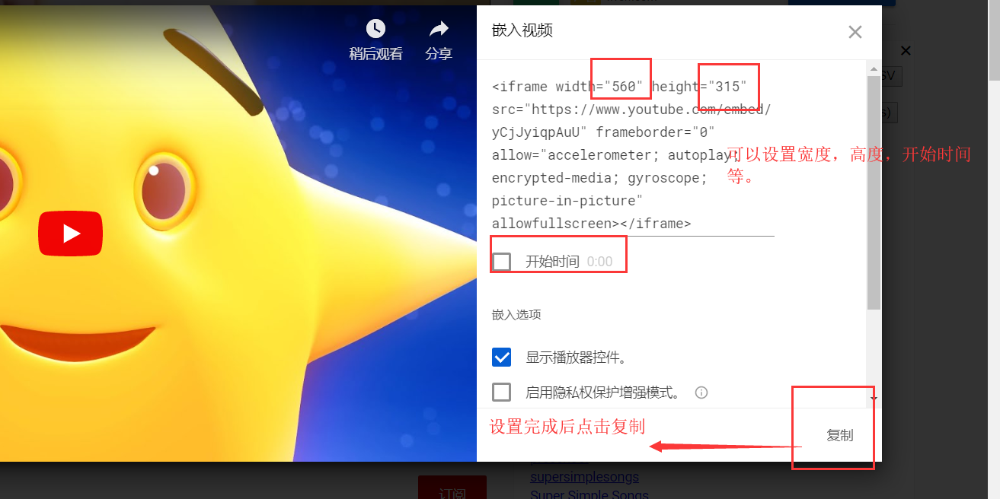 稍后观看
分享
嵌入视频
<iframe width="560" height="315"
src="https://www.youtube.com/embed/
yCjJyiqpAuU" frameborder="0"
allow="accelerometer; autoplay;
encrypted-media; gyroscope;
picture-in-picture"
allowfullscreen></iframe>
可以设置宽度，高度，开始时间
等。
开始时间 0:00
嵌入选项
显示播放器控件。
启用隐私权保护增强模式。
设置完成后点击复制
复制
SV
s)
订阅
supersimplesongs
Super Simple Songs